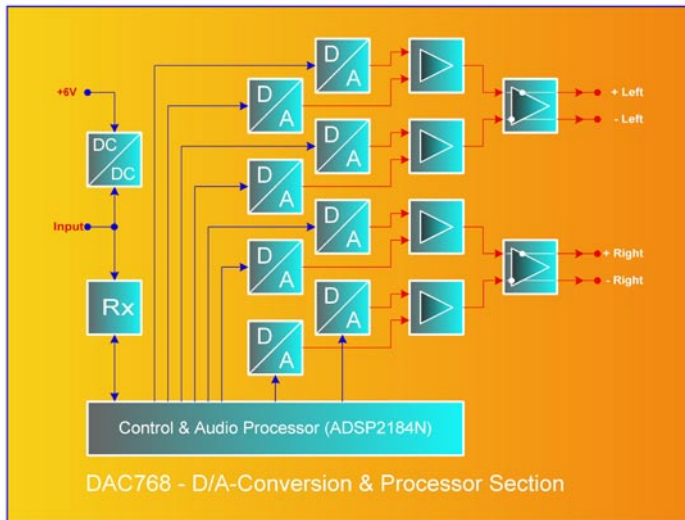 D
A
D
A
+ Left
+6V
- Left
D
A
DC
DC
D
A
D
A
Input
D
A
+ Right
- Right
Rx
D
A
D
A
Control & Audio Processor (ADSP2184N)
DAC768 - D/A-Conversion & Processor Section